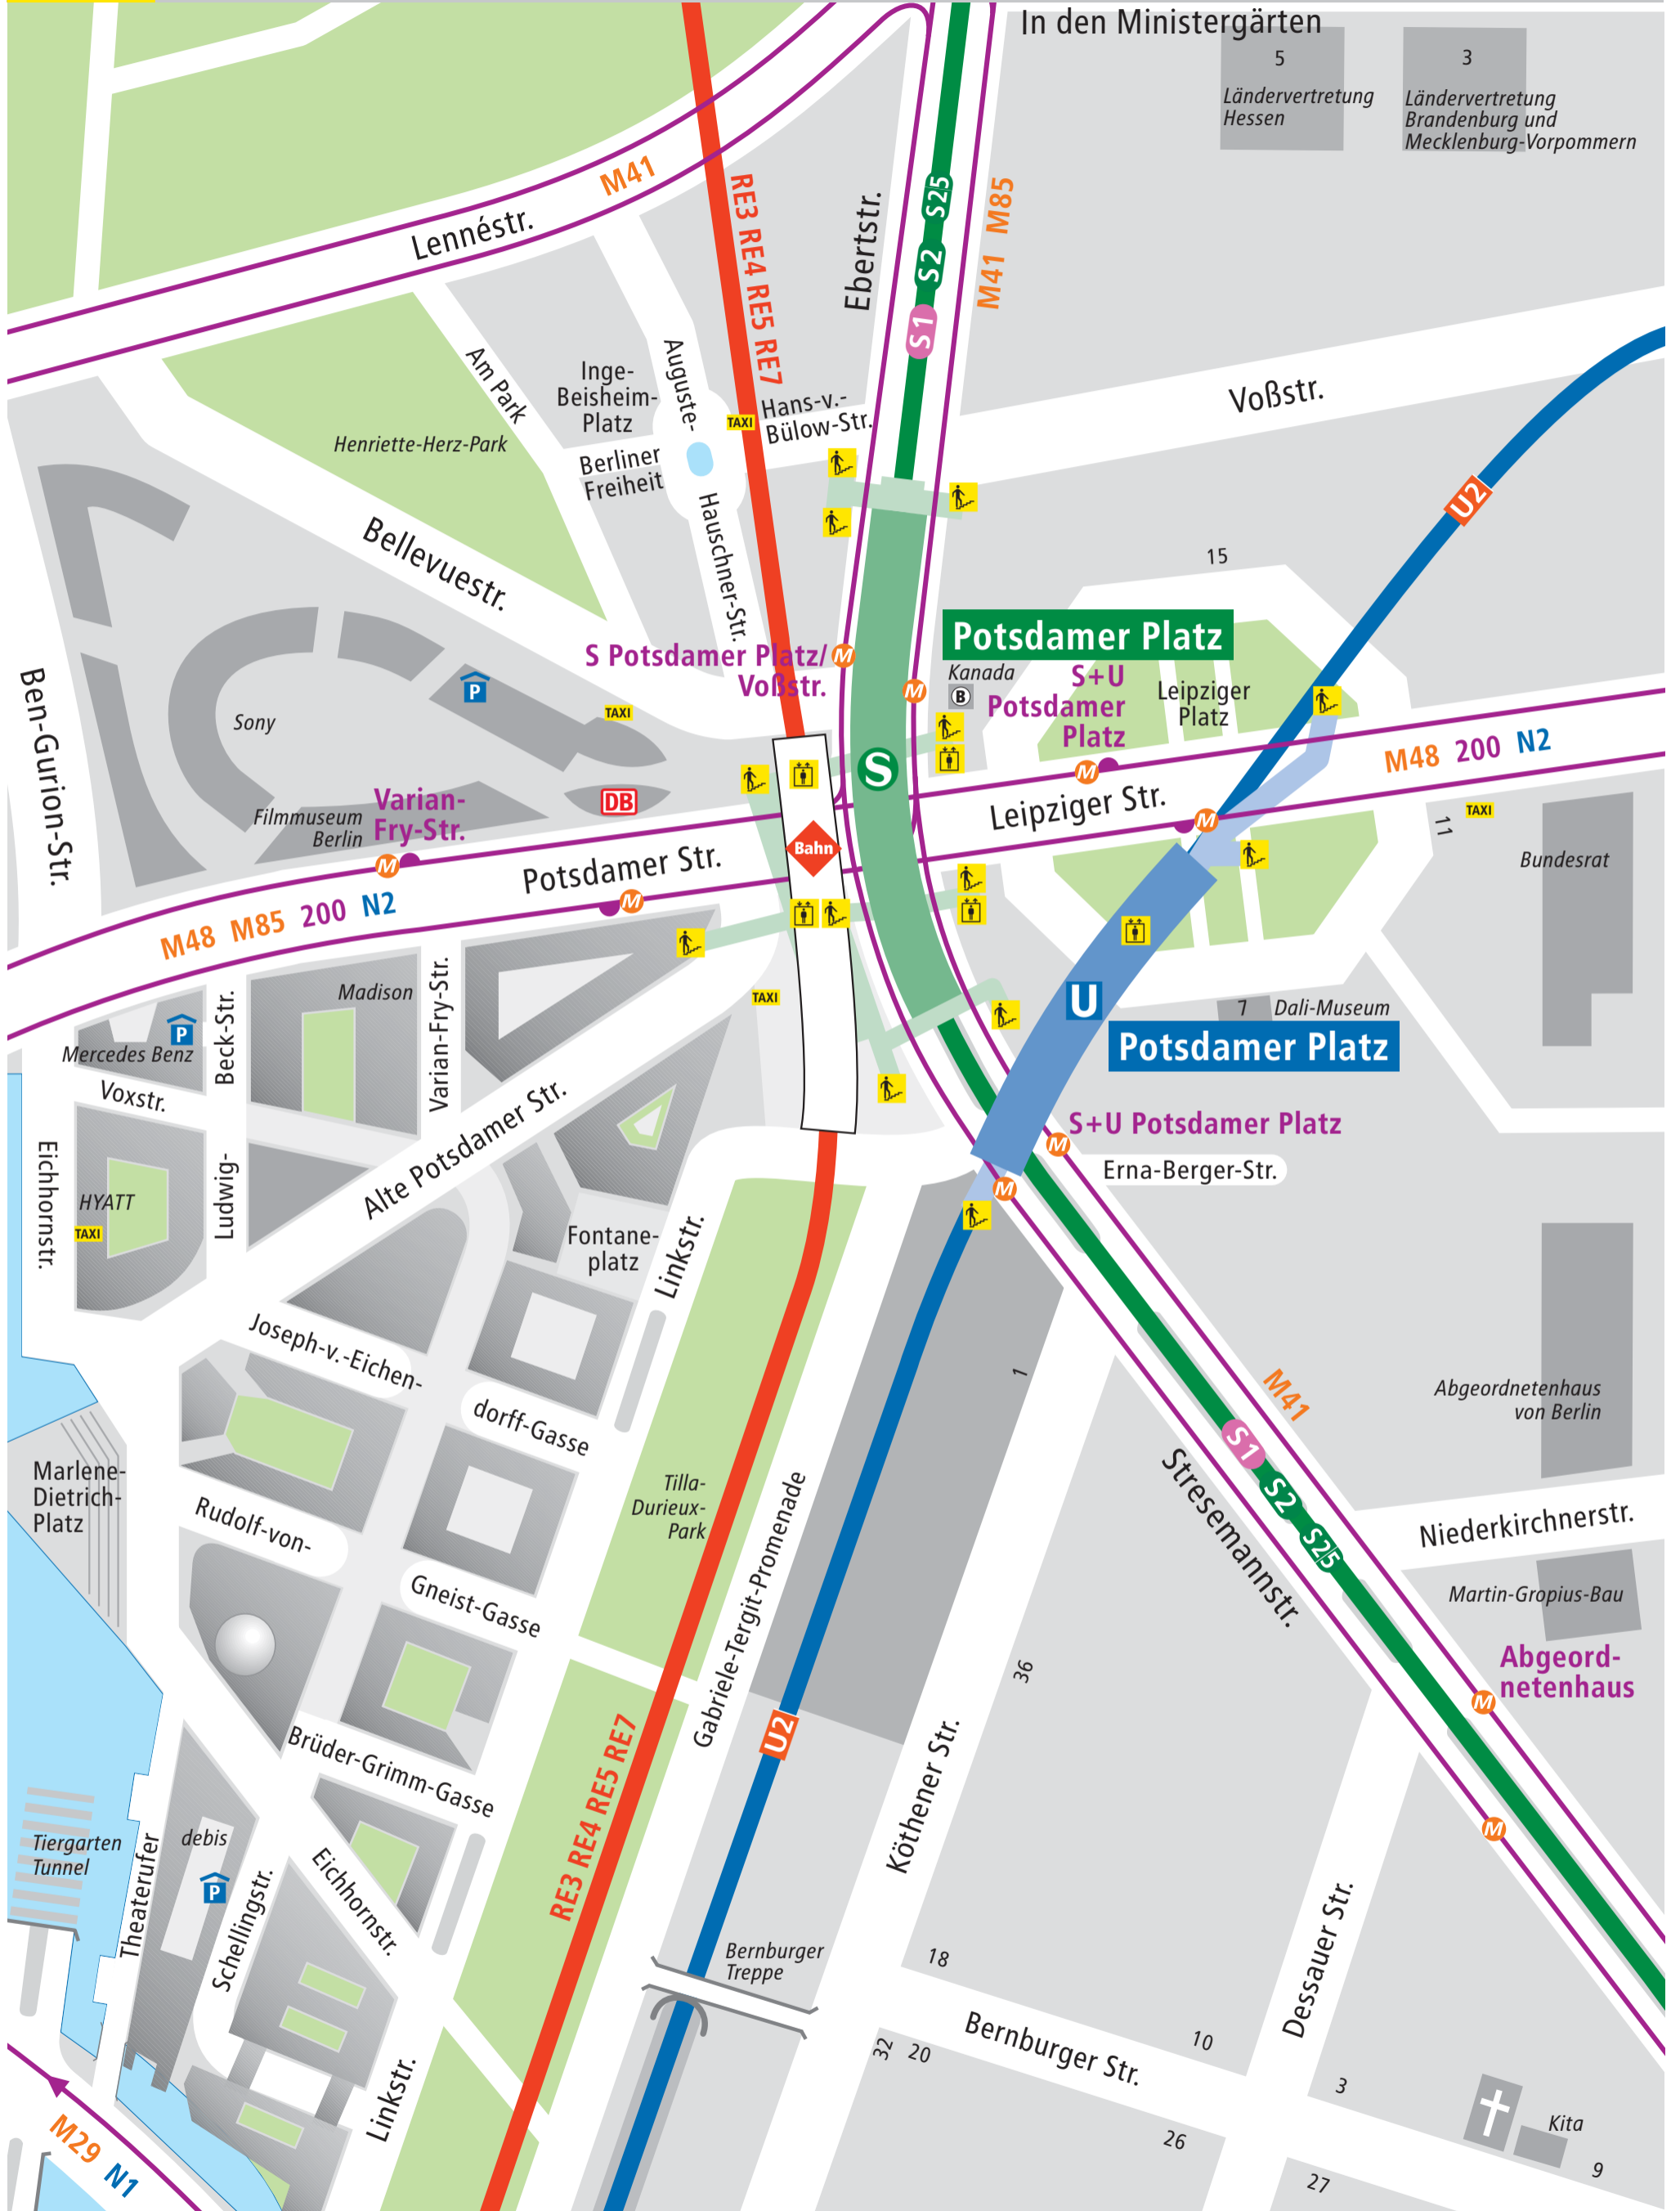 In den Ministergärten
5
Ländervertretung
Hessen
3
Ländervertretung
Brandenburg und
Mecklenburg-Vorpommern
M41
Lennéstr.
RE3 RE4 RE5 RE7
Ebertstr.
S25
S2
S1
M41 M85
Am Park
Inge-
Beisheim-
Platz
Auguste-
Hauschner-Str.
TAXI
Hans-v.-
Bülow-Str.
Voßstr.
Henriette-Herz-Park
Berliner
Freiheit
U2
Bellevuestr.
15
Potsdamer Platz
S Potsdamer Platz/
Voßstr.
M
M
Kanada
B
S+U
Potsdamer
Platz
Leipziger
Platz
Ben-Gurion-Str.
P
Sony
TAXI
S
M
M48 200 N2
Leipziger Str.
M
TAXI
11
DB
Varian-
Fry-Str.
Filmmuseum
Berlin
M
Bahn
Potsdamer Str.
Bundesrat
M
M48 M85 200 N2
TAXI
Madison
Varian-Fry-Str.
Beck-Str.
Ludwig-
P
Mercedes Benz
U
7
Dali-Museum
Potsdamer Platz
Voxstr.
Alte Potsdamer Str.
S+U Potsdamer Platz
M
Erna-Berger-Str.
M
Eichhornstr.
HYATT
TAXI
Fontane-
platz
Linkstr.
Joseph-v.-Eichen-
dorff-Gasse
1
M41
Abgeordnetenhaus
von Berlin
S1
S2
S25
Stresemannstr.
Marlene-
Dietrich-
Platz
Tilla-
Durieux-
Park
Rudolf-von-
Gneist-Gasse
Gabriele-Tergit-Promenade
Niederkirchnerstr.
Martin-Gropius-Bau
Abgeord-
netenhaus
M
36
U2
RE3 RE4 RE5 RE7
Brüder-Grimm-Gasse
Köthener Str.
M
Tiergarten
Tunnel
debis
P
Theaterufer
Schellingstr.
Eichhornstr.
Bernburger
Treppe
18
Dessauer Str.
Bernburger Str.
32
20
10
Linkstr.
3
26
Kita
9
27
M29 N1